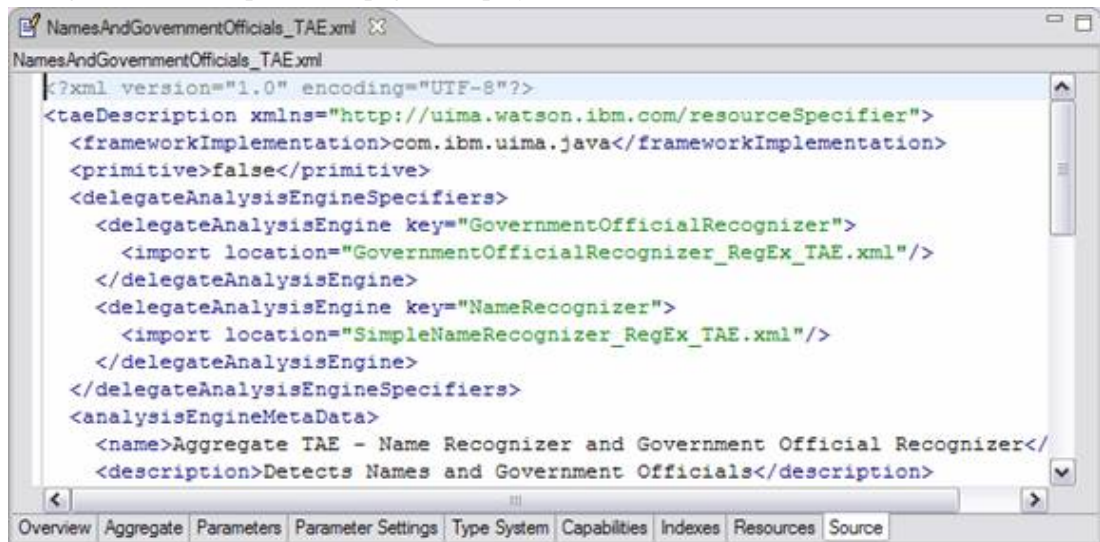 NamesAndGovernmentOfficials_TAE.xml
NamesAndGovernmentOfficials_TAE.xml
<?xml version="1.0" encoding="UTF-8"?>
<taeDescription xmlns="http://uima.watson.ibm.com/resourceSpecifier">
<frameworkImplementation>com.ibm.uima.java</frameworkImplementation>
<primitive>false</primitive>
<delegateAnalysisEngineSpecifiers>
<delegateAnalysisEngine key="GovernmentOfficialRecognizer">
<import location="GovernmentOfficialRecognizer_RegEx_TAE.xml"/>
</delegateAnalysisEngine>
<delegateAnalysisEngine key="NameRecognizer">
<import location="SimpleNameRecognizer_RegEx_TAE.xml"/>
</delegateAnalysisEngine>
</delegateAnalysisEngineSpecifiers>
<analysisEngineMetaData>
<name>Aggregate TAE - Name Recognizer and Government Official Recognizer</
<description>Detects Names and Government Officials</description>
Overview Aggregate Parameters Parameter Settings Type System Capabilities Indexes Resources Source